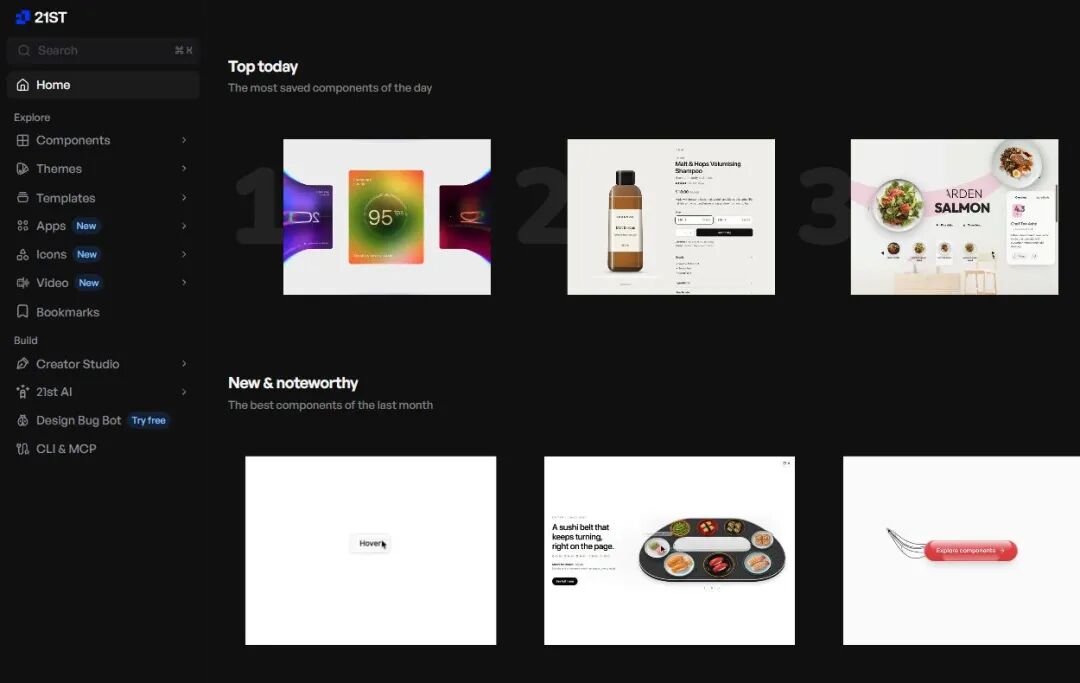 21ST
Search
⌘ K
Home
Explore
Components
Themes
Templates
Apps New
Icons New
Video New
Bookmarks
Build
Creator Studio
21st AI
Design Bug Bot Try free
CLI & MCP
Top today
The most saved components of the day
1
95
2
Malt & Hops Volumising
Shampoo
3
ARDEN
SALMON
4.3
New & noteworthy
The best components of the last month
Hover
A sushi belt that
keeps turning,
right on the page.
Explore components →